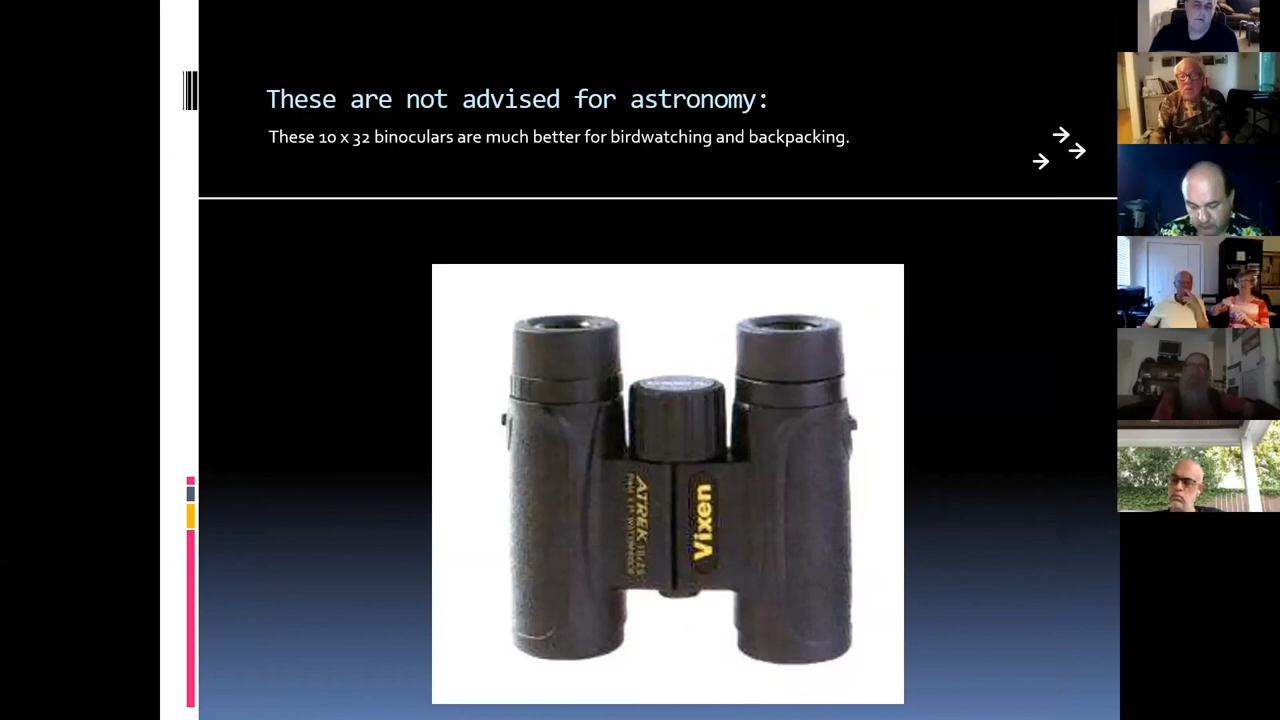 These are not advised for astronomy:
These 10 x 32 binoculars are much better for birdwatching and backpacking.
ATREK
Vixen